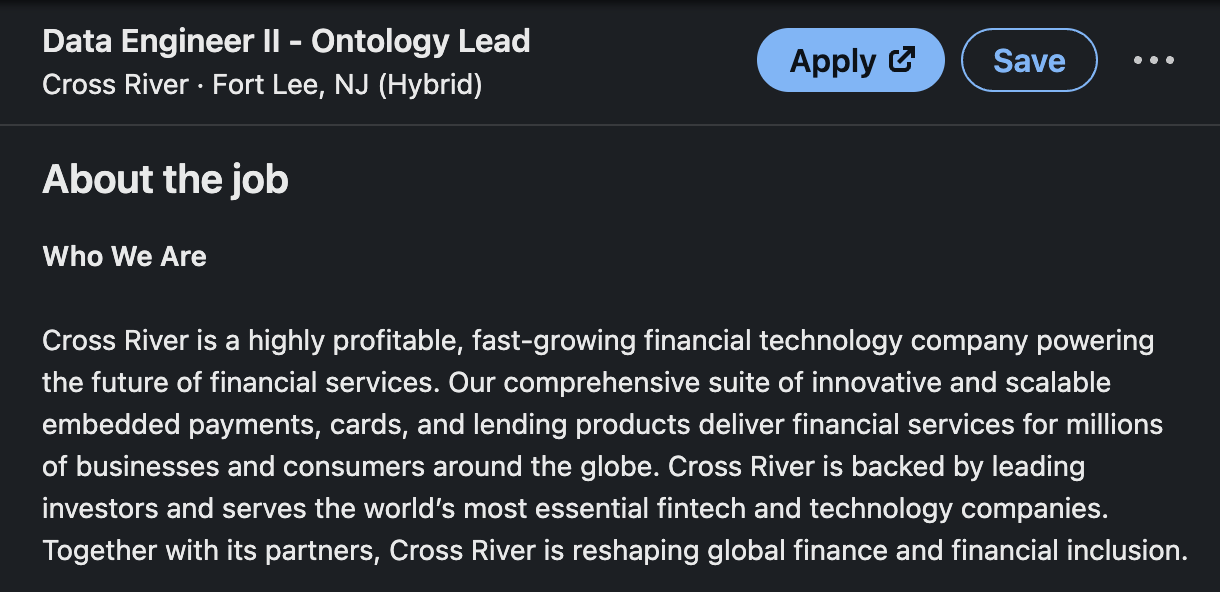 Data Engineer II - Ontology Lead
Cross River · Fort Lee, NJ (Hybrid)
Apply
Save
About the job
Who We Are
Cross River is a highly profitable, fast-growing financial technology company powering
the future of financial services. Our comprehensive suite of innovative and scalable
embedded payments, cards, and lending products deliver financial services for millions
of businesses and consumers around the globe. Cross River is backed by leading
investors and serves the world’s most essential fintech and technology companies.
Together with its partners, Cross River is reshaping global finance and financial inclusion.